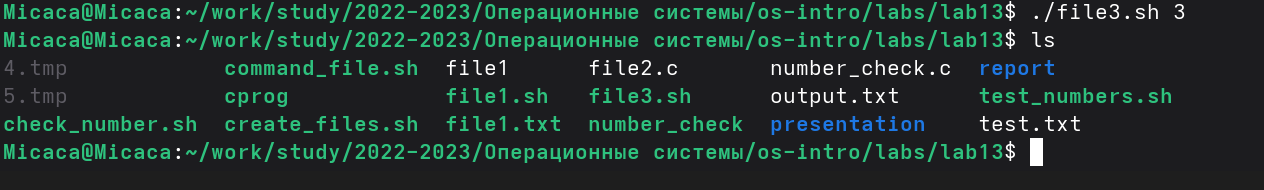 Micaca@Micaca:~/work/study/2022-2023/Операционные системы/os-intro/labs/lab13$ ./file3.sh 3
Micaca@Micaca:~/work/study/2022-2023/Операционные системы/os-intro/labs/lab13$ ls
4.tmp command_file.sh file1 file2.c number_check.c report
5.tmp cprog file1.sh file3.sh output.txt test_numbers.sh
check_number.sh create_files.sh file1.txt number_check presentation test.txt
Micaca@Micaca:~/work/study/2022-2023/Операционные системы/os-intro/labs/lab13$